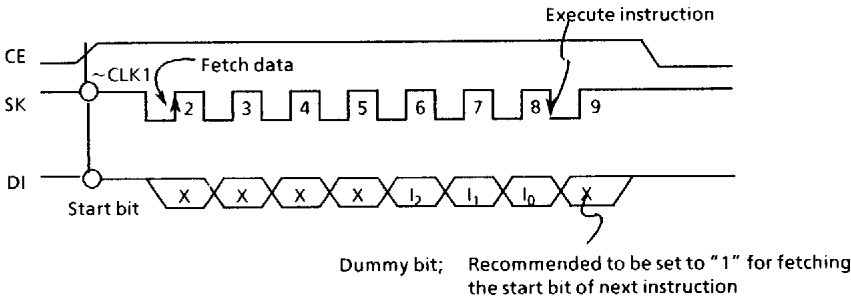 Execute instruction
CE
~CLK1
Fetch data
SK
2 3 4 5 6 7 8 9
DI
X X X X I₂ I₁ I₀ X
Start bit
Dummy bit; Recommended to be set to "1" for fetching
the start bit of next instruction